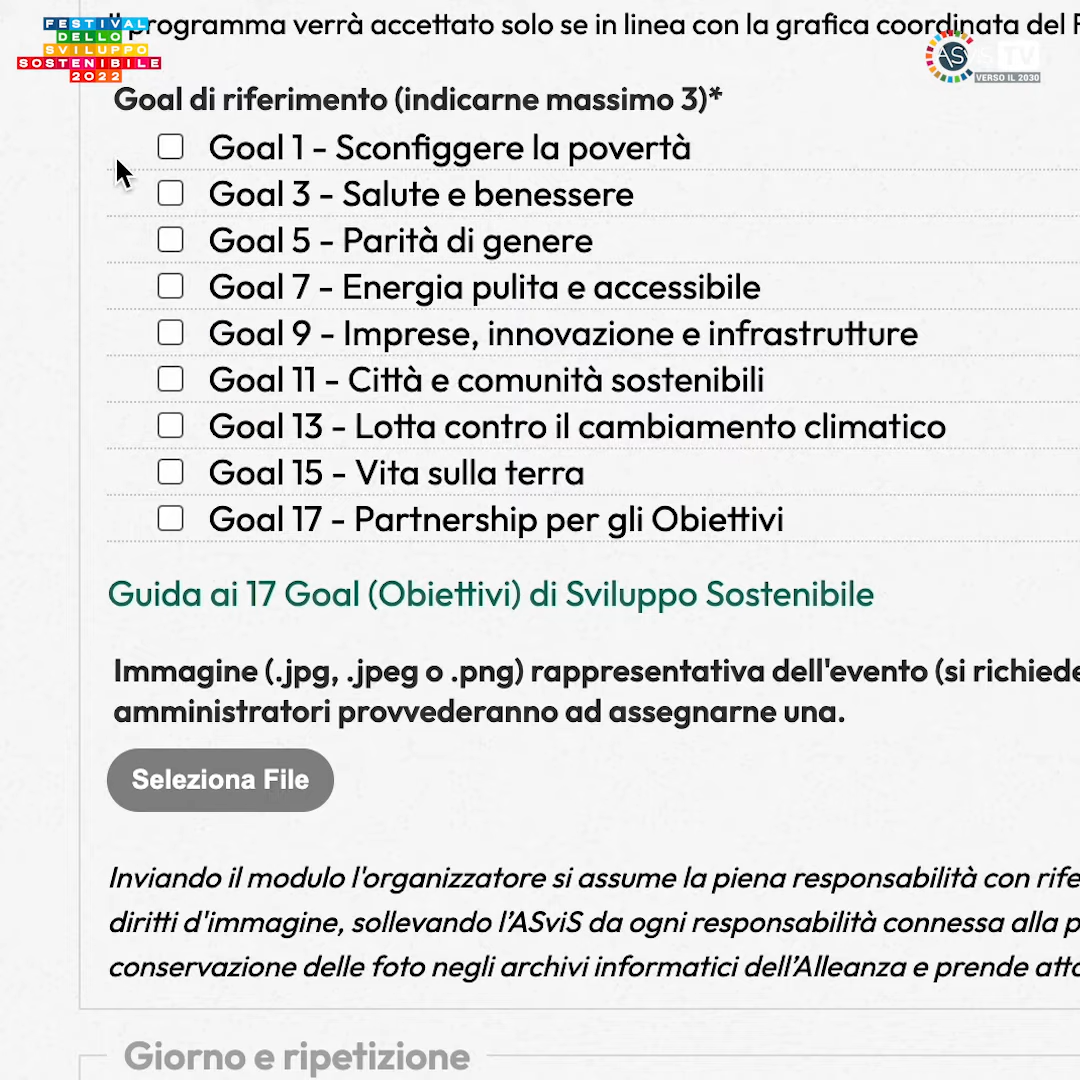 Il programma verrà accettato solo se in linea con la grafica coordinata del F
FESTIVAL
DELLO
SVILUPPO
SOSTENIBILE
2022
ASviS TV
VERSO IL 2030
Goal di riferimento (indicarne massimo 3)*
Goal 1 - Sconfiggere la povertà
Goal 3 - Salute e benessere
Goal 5 - Parità di genere
Goal 7 - Energia pulita e accessibile
Goal 9 - Imprese, innovazione e infrastrutture
Goal 11 - Città e comunità sostenibili
Goal 13 - Lotta contro il cambiamento climatico
Goal 15 - Vita sulla terra
Goal 17 - Partnership per gli Obiettivi
Guida ai 17 Goal (Obiettivi) di Sviluppo Sostenibile
Immagine (.jpg, .jpeg o .png) rappresentativa dell'evento (si richiede
amministratori provvederanno ad assegnarne una.
Seleziona File
Inviando il modulo l'organizzatore si assume la piena responsabilità con rife
diritti d'immagine, sollevando l’ASviS da ogni responsabilità connessa alla p
conservazione delle foto negli archivi informatici dell’Alleanza e prende atto
Giorno e ripetizione